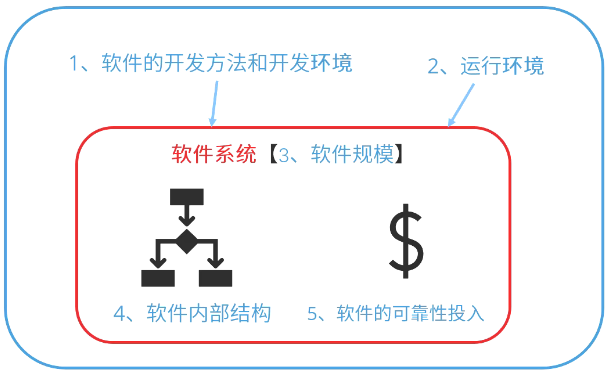 1、软件的开发方法和开发环境
2、运行环境
软件系统【3、软件规模】
4、软件内部结构
5、软件的可靠性投入